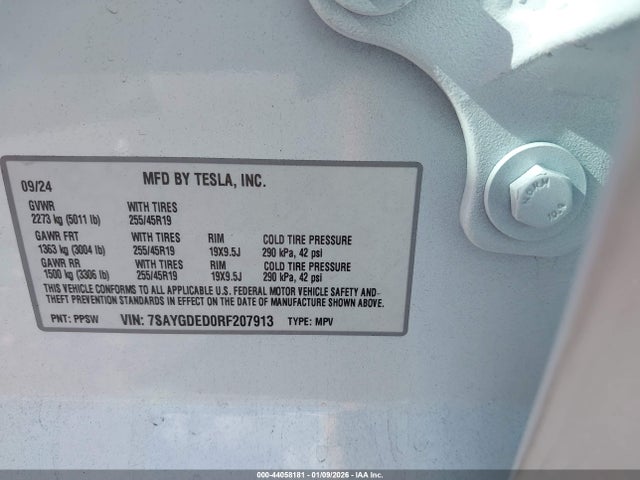 09/24 MFD BY TESLA, INC.
GVWR WITH TIRES
2273 kg (5011 lb) 255/45R19
GAWR FRT WITH TIRES RIM COLD TIRE PRESSURE
1363 kg (3004 lb) 255/45R19 19X9.5J 290 kPa, 42 psi
GAWR RR WITH TIRES RIM COLD TIRE PRESSURE
1500 kg (3306 lb) 255/45R19 19X9.5J 290 kPa, 42 psi
THIS VEHICLE CONFORMS TO ALL APPLICABLE U.S. FEDERAL MOTOR VEHICLE SAFETY AND
THEFT PREVENTION STANDARDS IN EFFECT ON THE DATE OF MANUFACTURE SHOWN ABOVE.
PNT: PPSW VIN: 7SAYGDED0RF207913 TYPE: MPV
000-44058181 - 01/09/2026 - IAA Inc.